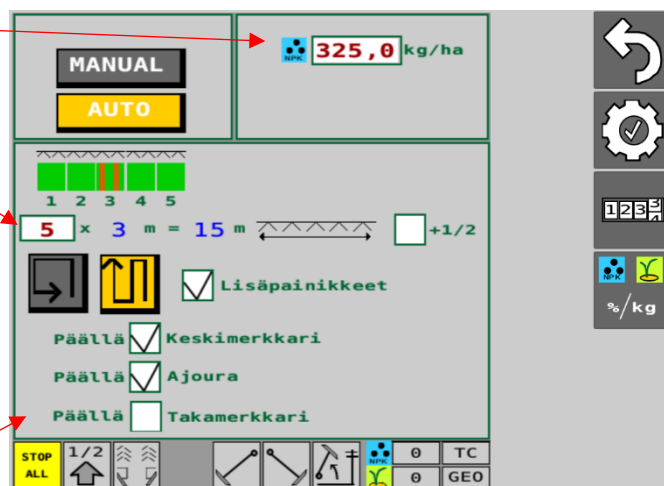 MANUAL
AUTO
NPK 325,0 kg/ha
1 2 3 4 5
5 x 3 m = 15 m +1/2
Lisäpainikkeet
Päällä Keskimerkkari
Päällä Ajoura
Päällä Takamerkkari
STOP ALL
1/2
NPK 0 TC
0 GEO
NPK
%/kg